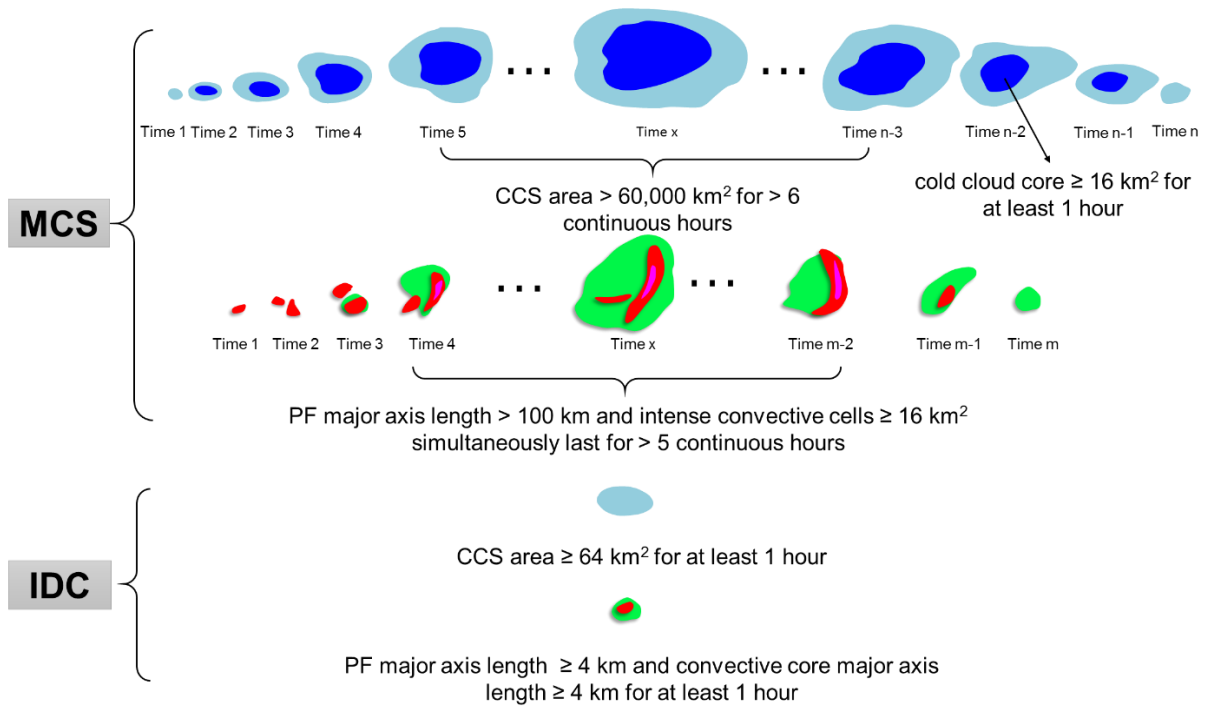 Time 1 Time 2 Time 3 Time 4 Time 5 ... Time x ... Time n-3 Time n-2 Time n-1 Time n
MCS
CCS area > 60,000 km² for > 6
continuous hours
cold cloud core ≥ 16 km² for
at least 1 hour
Time 1 Time 2 Time 3 Time 4 ... Time x ... Time m-2 Time m-1 Time m
PF major axis length > 100 km and intense convective cells ≥ 16 km²
simultaneously last for > 5 continuous hours
IDC
CCS area ≥ 64 km² for at least 1 hour
PF major axis length ≥ 4 km and convective core major axis
length ≥ 4 km for at least 1 hour